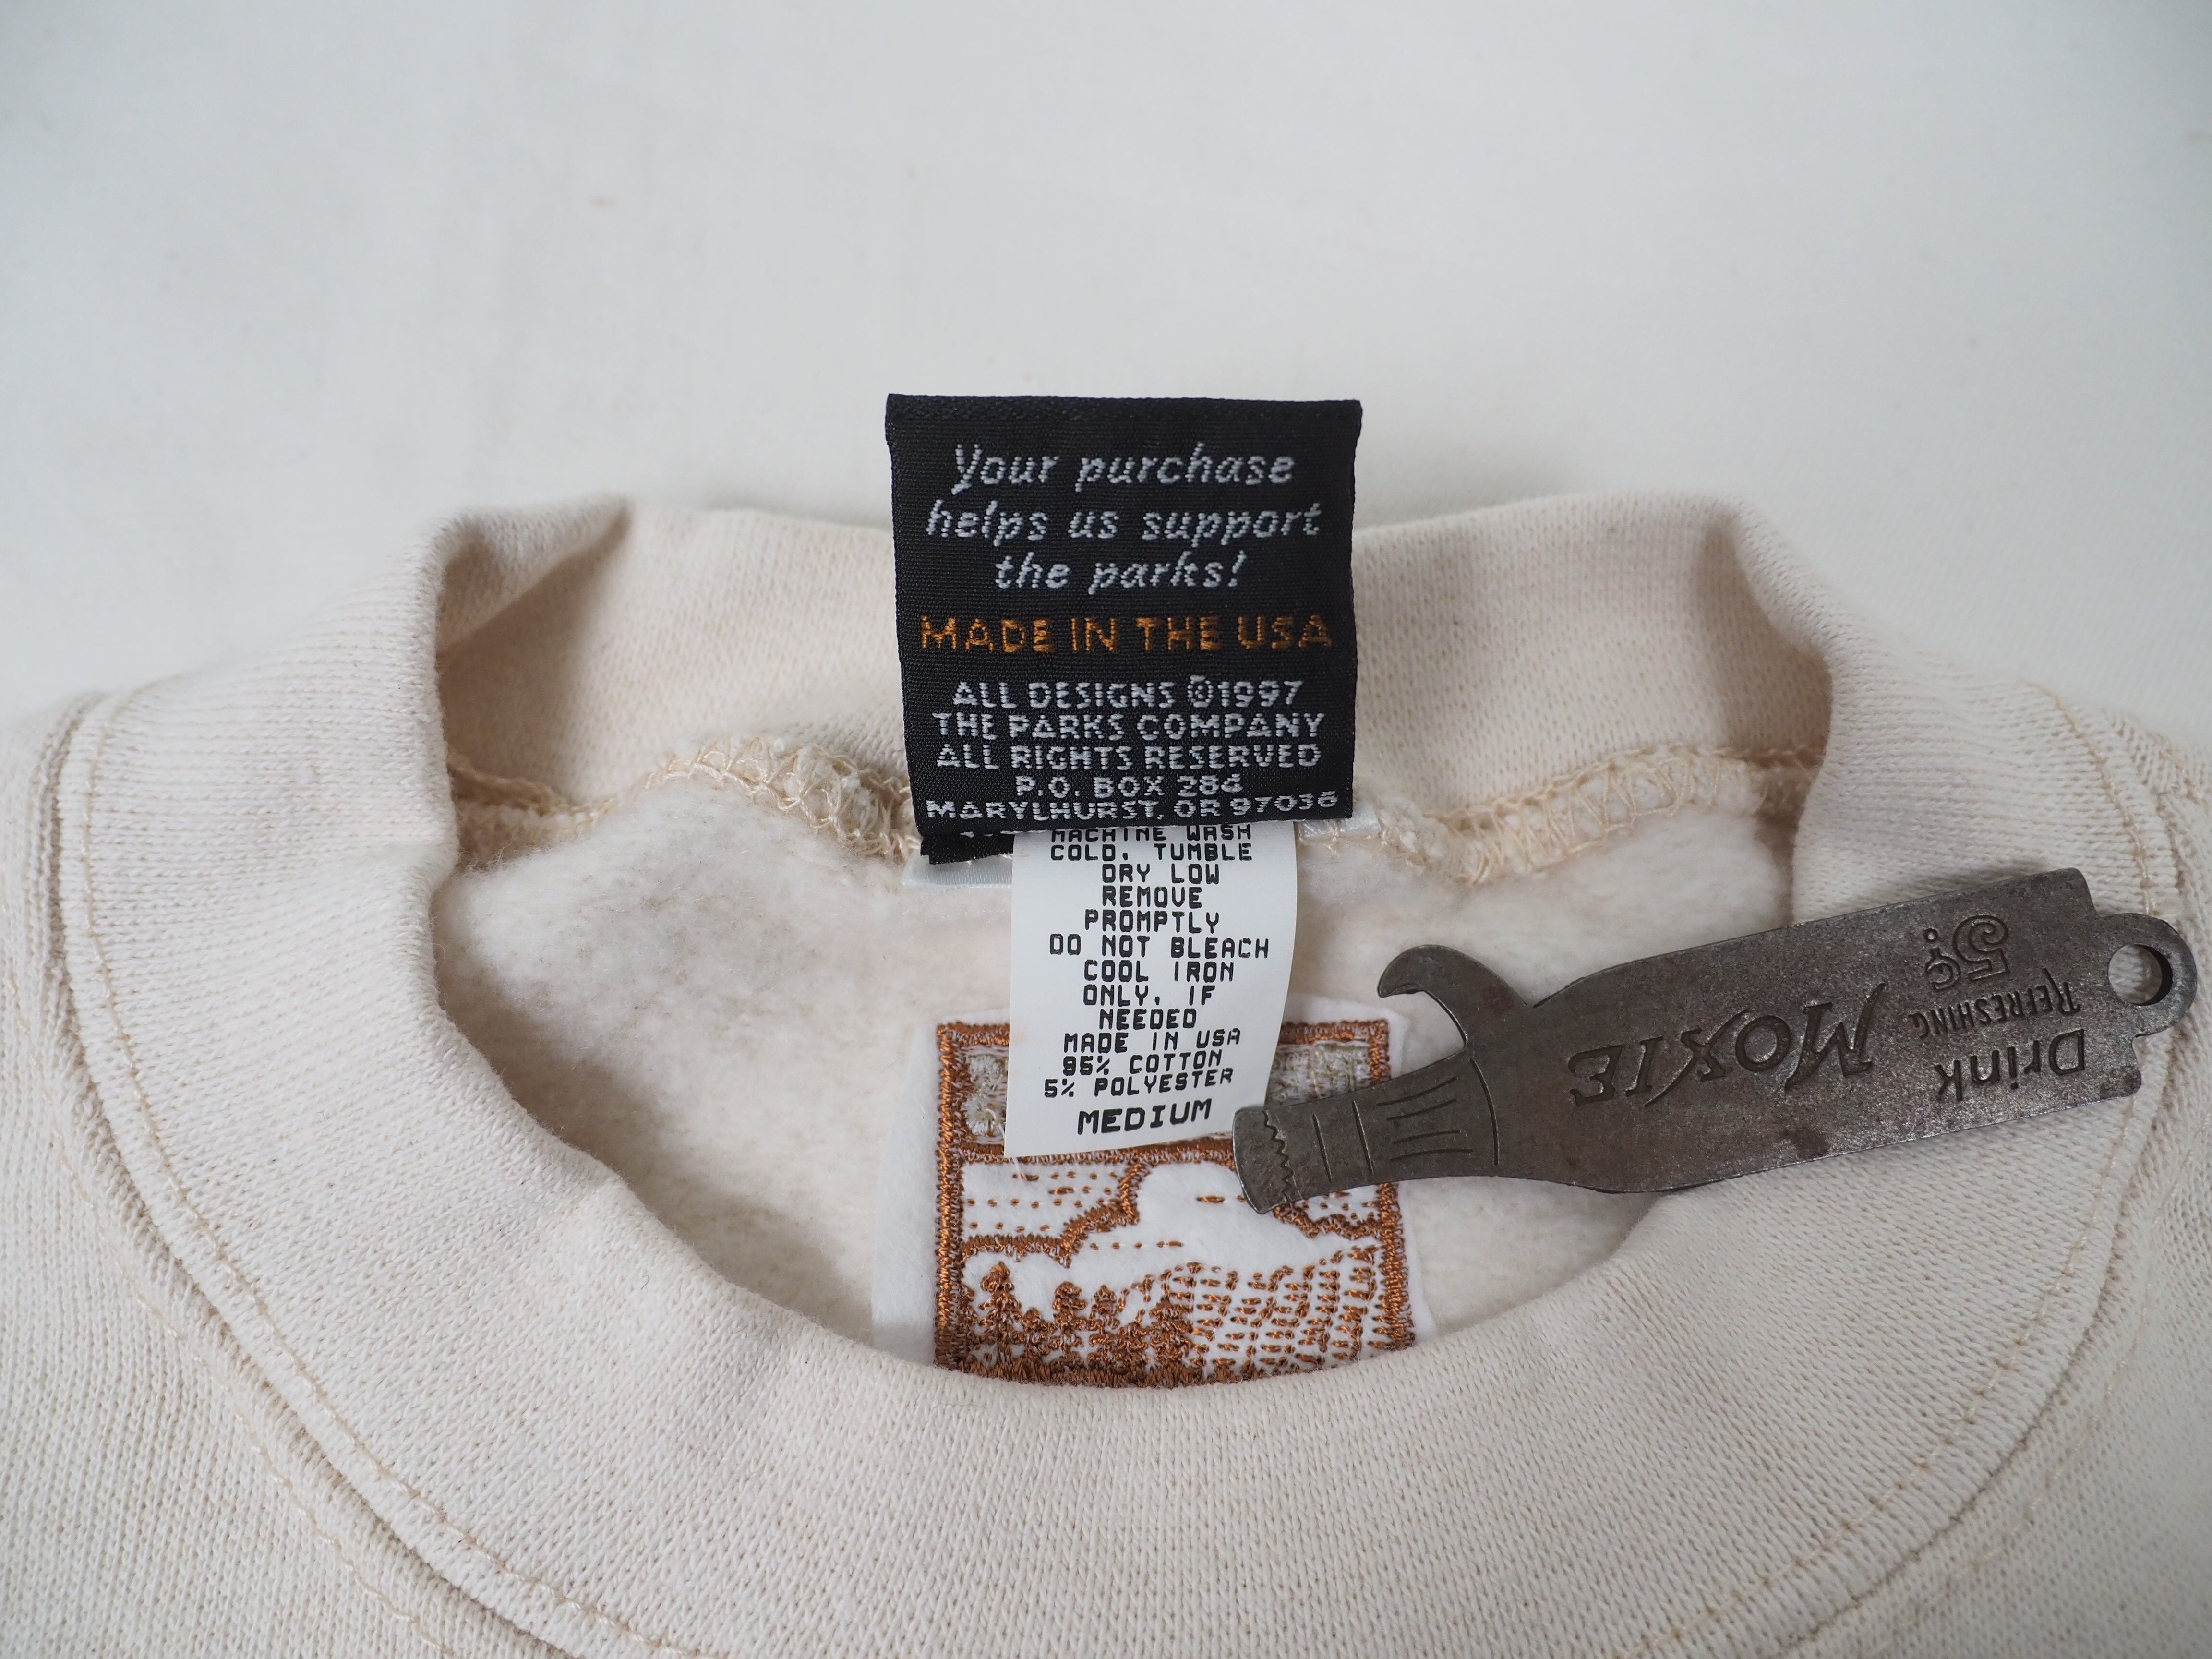 Your purchase
helps us support
the parks!
MADE IN THE USA
ALL DESIGNS ©1997
THE PARKS COMPANY
ALL RIGHTS RESERVED
P.O. BOX 284
MARYLHURST, OR 97036
MACHINE WASH
COLD, TUMBLE
DRY LOW
REMOVE
PROMPTLY
DO NOT BLEACH
COOL IRON
ONLY, IF
NEEDED
MADE IN USA
95% COTTON
5% POLYESTER
MEDIUM
Drink
REFRESHING
5¢
MOXIE